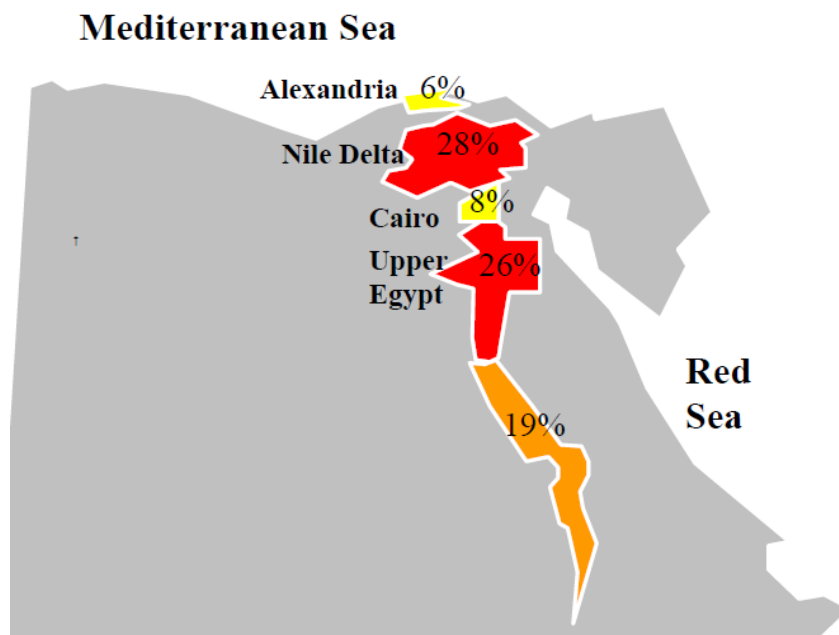 Mediterranean Sea
Alexandria
6%
Nile Delta
28%
Cairo
8%
Upper
Egypt
26%
19%
Red
Sea
↑